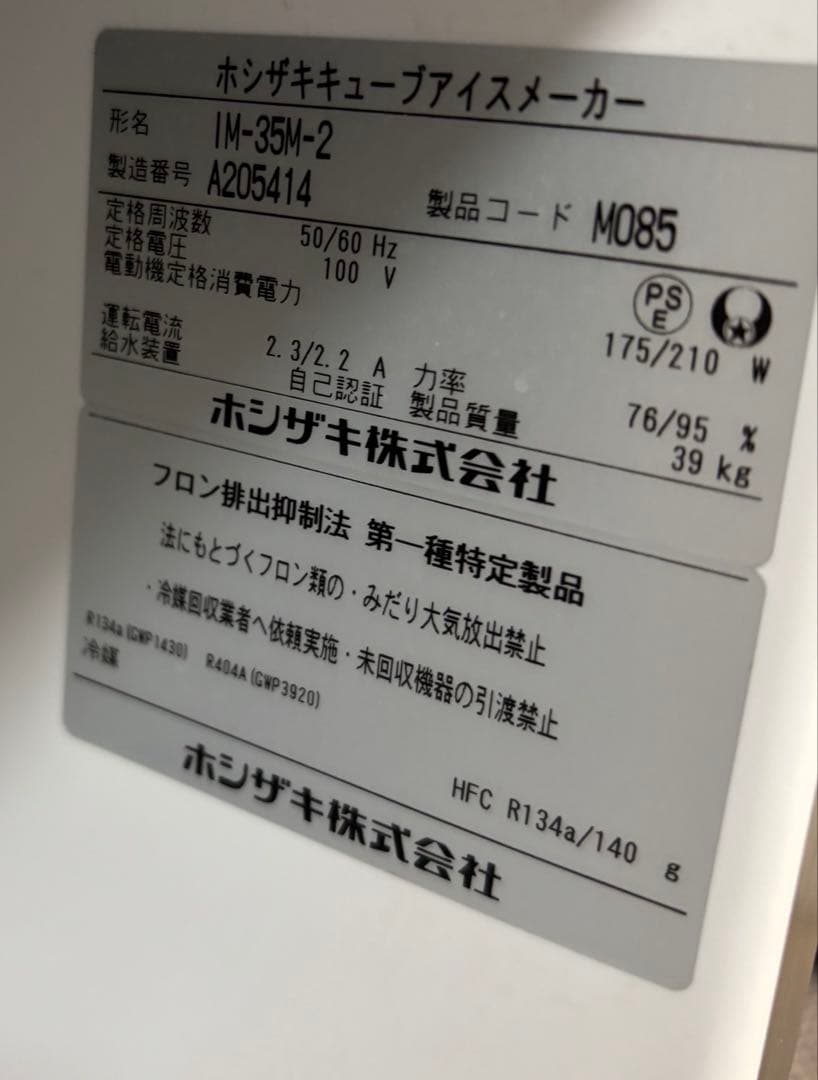 ホシザキキューブアイスメーカー
形名 IM-35M-2
製造番号 A205414 製品コード M085
定格周波数 50/60 Hz
定格電圧 100 V
電動機定格消費電力 175/210 W
PS
E
運転電流 2.3/2.2 A 力率 76/95 %
給水装置 自己認証 製品質量 39 kg
ホシザキ株式会社
フロン排出抑制法 第一種特定製品
法にもとづくフロン類の・みだり大気放出禁止
・冷媒回収業者へ依頼実施・未回収機器の引渡禁止
R134a(GWP1430) R404A(GWP3920)
冷媒 HFC R134a/140 g
ホシザキ株式会社